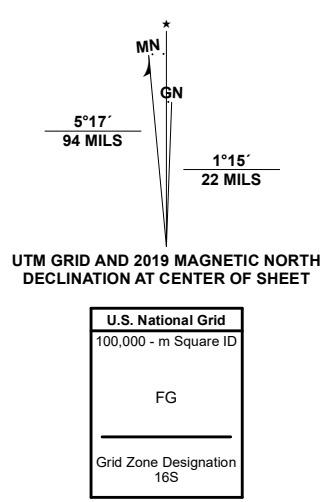 ★
MN
GN
5°17´
94 MILS
1°15´
22 MILS
UTM GRID AND 2019 MAGNETIC NORTH
DECLINATION AT CENTER OF SHEET
U.S. National Grid
100,000 - m Square ID
FG
Grid Zone Designation
16S